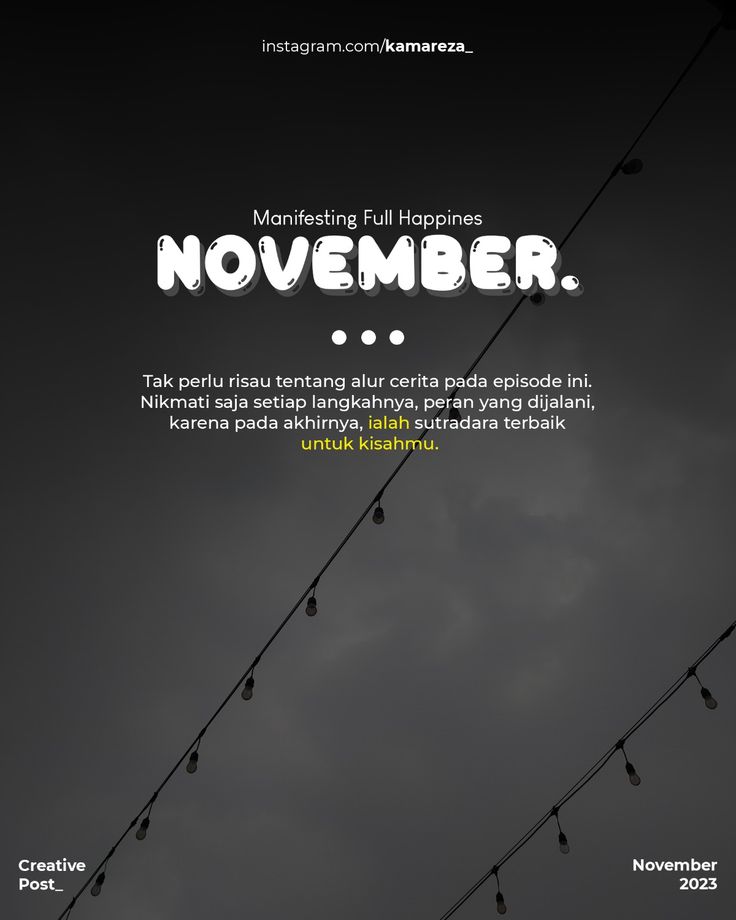 instagram.com/kamareza_
Manifesting Full Happines
NOVEMBER.
Tak perlu risau tentang alur cerita pada episode ini.
Nikmati saja setiap langkahnya, peran yang dijalani,
karena pada akhirnya, ialah sutradara terbaik
untuk kisahmu.
Creative
Post_
November
2023